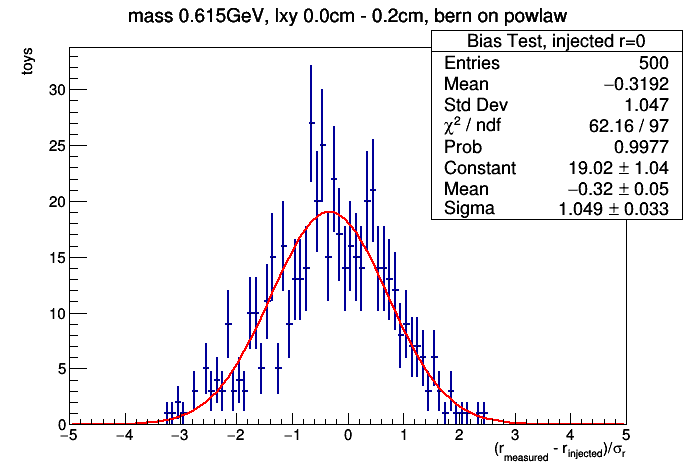 mass 0.615GeV, lxy 0.0cm - 0.2cm, bern on powlaw
Bias Test, injected r=0
Entries 500
Mean −0.3192
Std Dev 1.047
χ² / ndf 62.16 / 97
Prob 0.9977
Constant 19.02 ± 1.04
Mean −0.32 ± 0.05
Sigma 1.049 ± 0.033
toys
30
25
20
15
10
5
0
−5 −4 −3 −2 −1 0 1 2 3 4 5
(r_measured - r_injected)/σ_r